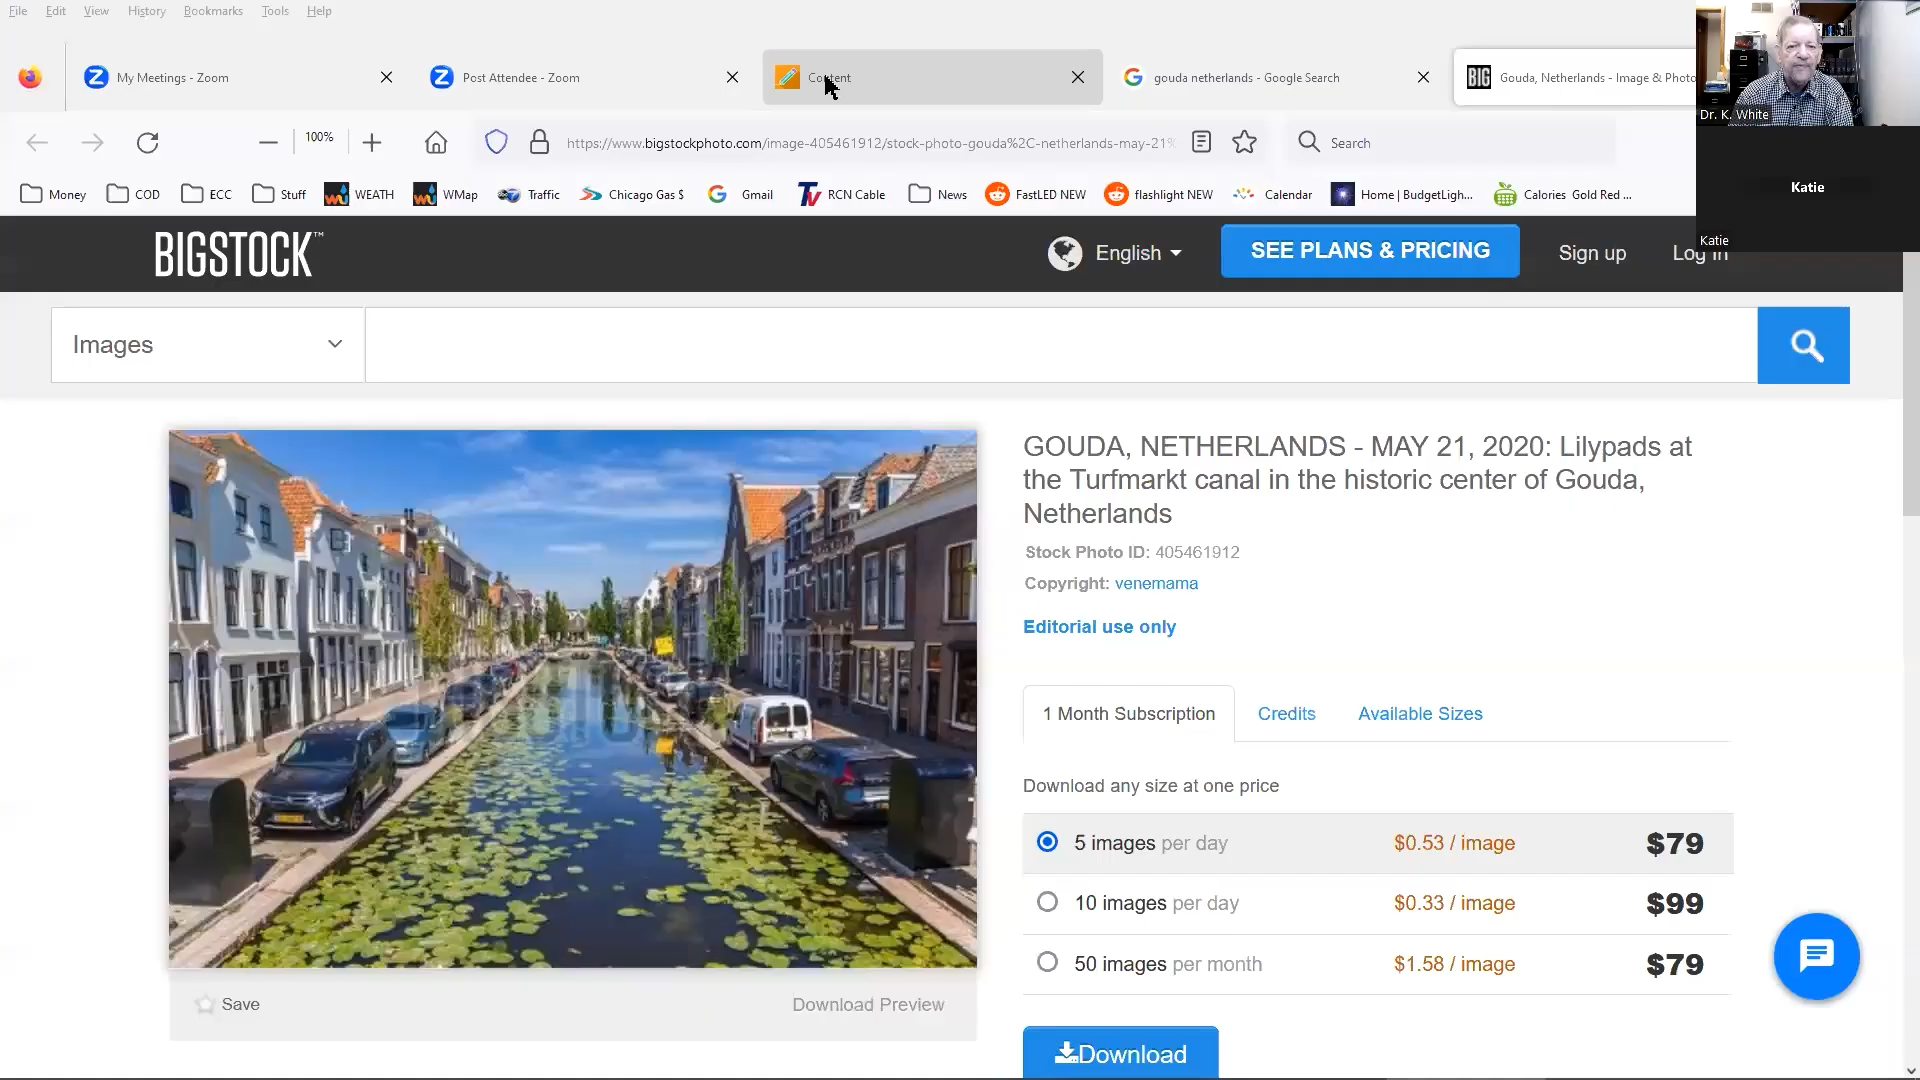 File Edit View History Bookmarks Tools Help
My Meetings - Zoom
Post Attendee - Zoom
Content
gouda netherlands - Google Search
BIG
Gouda, Netherlands - Image & Photo
Dr. K. White
100%
https://www.bigstockphoto.com/image-405461912/stock-photo-gouda%2C-netherlands-may-21%
Search
Katie
Money COD ECC Stuff WEATH WMap Traffic Chicago Gas $ Gmail RCN Cable News FastLED NEW flashlight NEW Calendar Home | BudgetLigh... Calories Gold Red ...
Katie
BIGSTOCK™
English
SEE PLANS & PRICING
Sign up
Log In
Images
GOUDA, NETHERLANDS - MAY 21, 2020: Lilypads at
the Turfmarkt canal in the historic center of Gouda,
Netherlands
Stock Photo ID: 405461912
Copyright: venemama
Editorial use only
1 Month Subscription
Credits
Available Sizes
Download any size at one price
5 images per day $0.53 / image $79
10 images per day $0.33 / image $99
50 images per month $1.58 / image $79
Save
Download Preview
Download